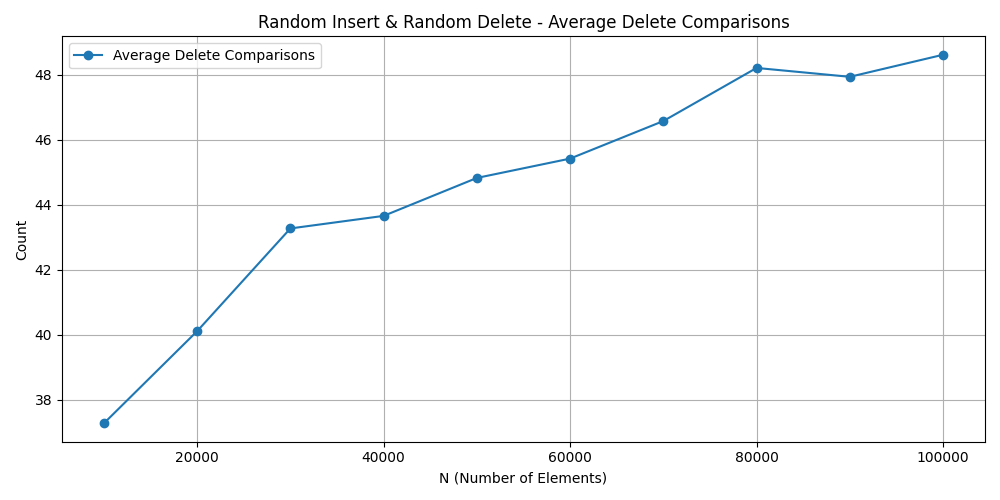 Random Insert & Random Delete - Average Delete Comparisons
Average Delete Comparisons
Count
48
46
44
42
40
38
20000 40000 60000 80000 100000
N (Number of Elements)